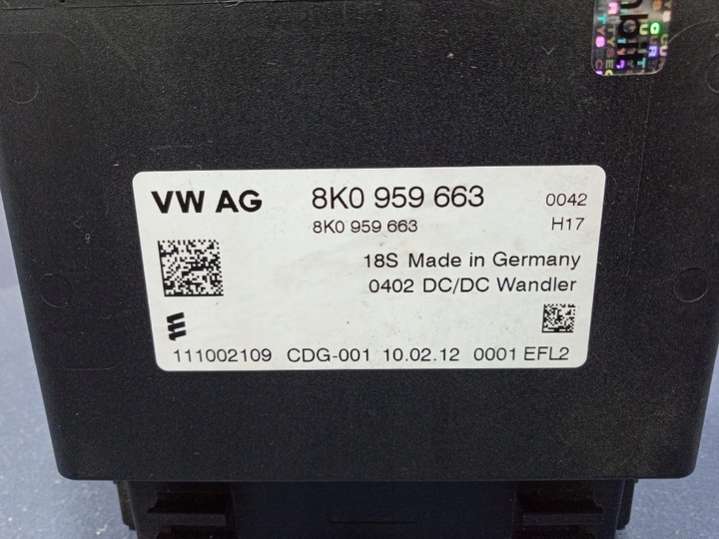 VW AG 8K0 959 663 0042
8K0 959 663 H17
18S Made in Germany
0402 DC/DC Wandler
111002109 CDG-001 10.02.12 0001 EFL2